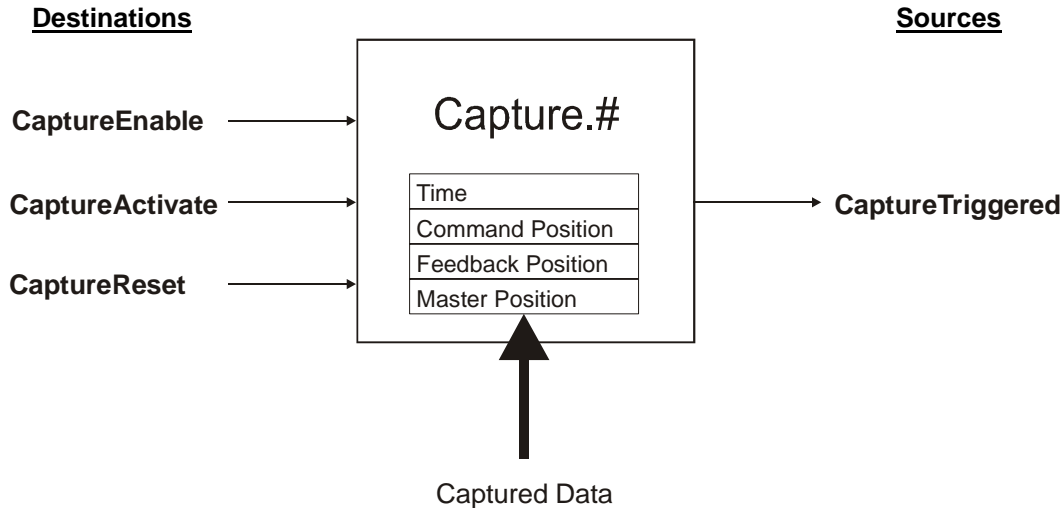 Destinations
Sources
Capture.#
CaptureEnable
CaptureActivate
CaptureReset
Time
Command Position
Feedback Position
Master Position
CaptureTriggered
Captured Data